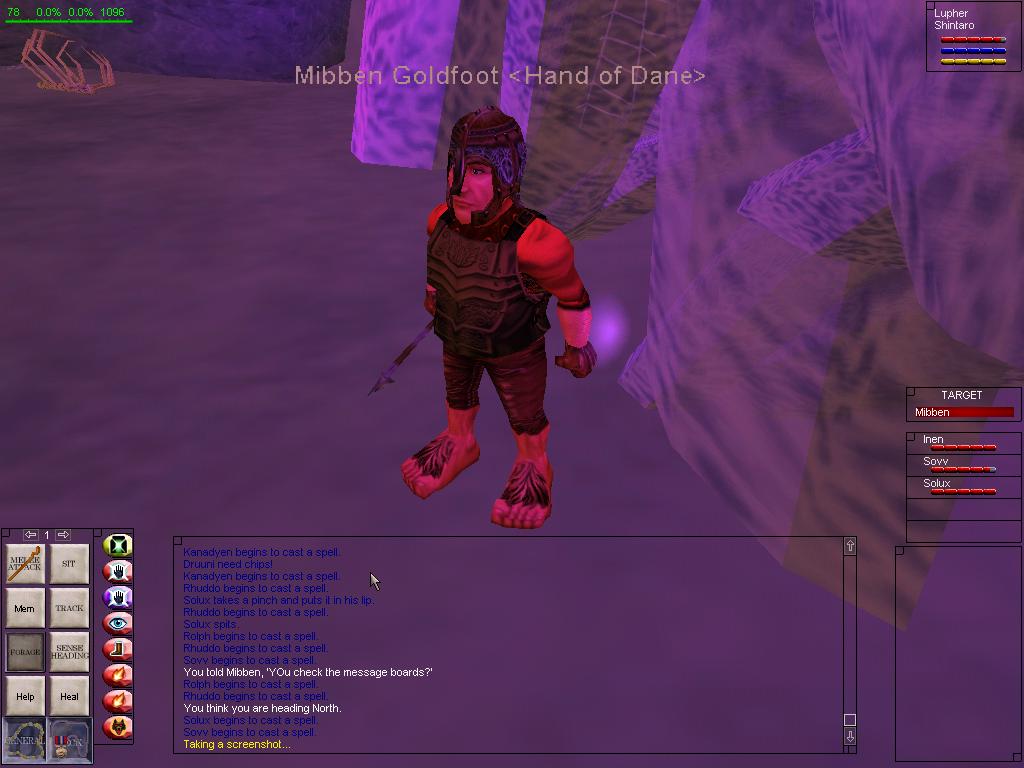 78 0.0% 0.0% 1096
Lupher
Shintaro
Mibben Goldfoot <Hand of Dane>
TARGET
Mibben
Inen
Sovv
Solux
1
MELEE ATTACK
SIT
Mem
TRACK
FORAGE
SENSE HEADING
Help
Heal
GENERAL
Kanadyen begins to cast a spell.
Druuni need chips!
Kanadyen begins to cast a spell.
Rhuddo begins to cast a spell.
Solux takes a pinch and puts it in his lip.
Rhuddo begins to cast a spell.
Solux spits.
Rolph begins to cast a spell.
Rhuddo begins to cast a spell.
Sovv begins to cast a spell.
You told Mibben, 'YOu check the message boards?'
Rolph begins to cast a spell.
Rhuddo begins to cast a spell.
You think you are heading North.
Solux begins to cast a spell.
Sovv begins to cast a spell.
Taking a screenshot...